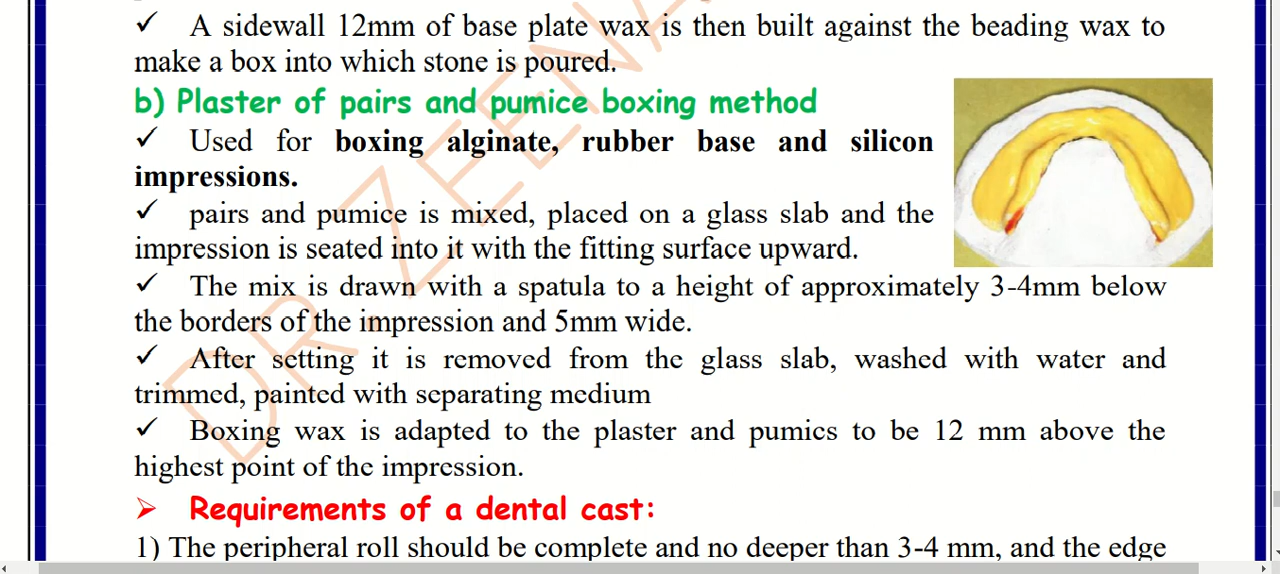 ✓ A sidewall 12mm of base plate wax is then built against the beading wax to
make a box into which stone is poured.
b) Plaster of pairs and pumice boxing method
✓ Used for boxing alginate, rubber base and silicon
impressions.
✓ pairs and pumice is mixed, placed on a glass slab and the
impression is seated into it with the fitting surface upward.
✓ The mix is drawn with a spatula to a height of approximately 3-4mm below
the borders of the impression and 5mm wide.
✓ After setting it is removed from the glass slab, washed with water and
trimmed, painted with separating medium
✓ Boxing wax is adapted to the plaster and pumics to be 12 mm above the
highest point of the impression.
➢ Requirements of a dental cast:
1) The peripheral roll should be complete and no deeper than 3-4 mm, and the edge
DR.ZEENA